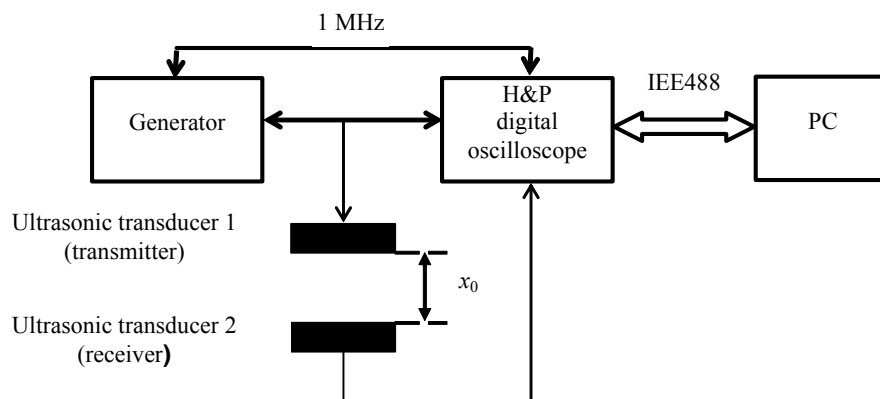 1 MHz
Generator
H&P
digital
oscilloscope
IEE488
PC
Ultrasonic transducer 1
(transmitter)
x0
Ultrasonic transducer 2
(receiver)